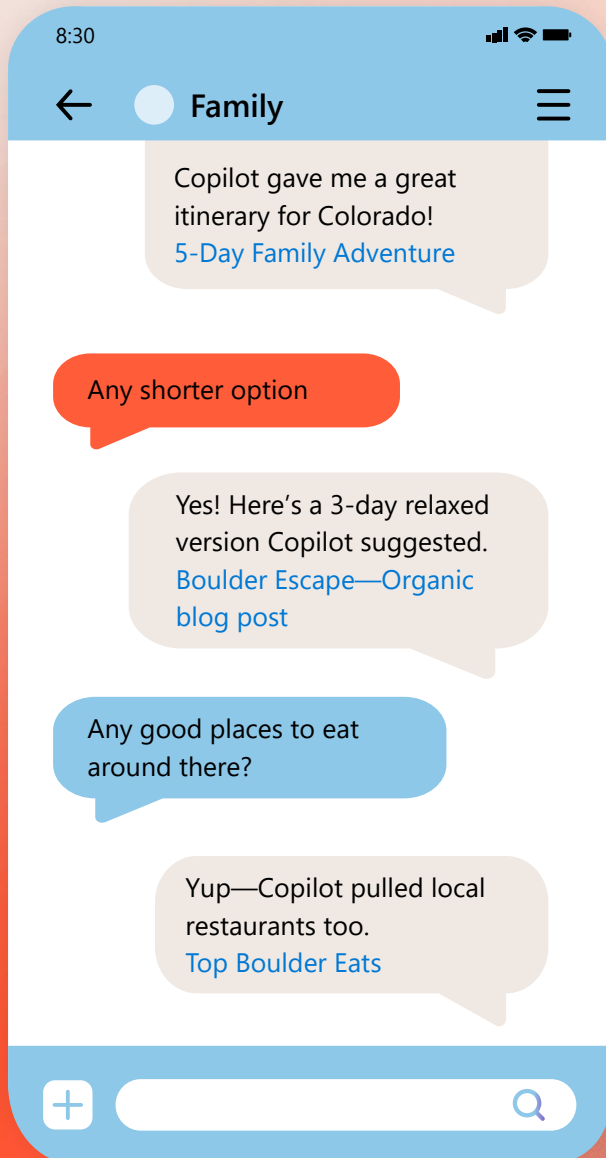 8:30
Family
Copilot gave me a great
itinerary for Colorado!
5-Day Family Adventure
Any shorter option
Yes! Here’s a 3-day relaxed
version Copilot suggested.
Boulder Escape—Organic
blog post
Any good places to eat
around there?
Yup—Copilot pulled local
restaurants too.
Top Boulder Eats